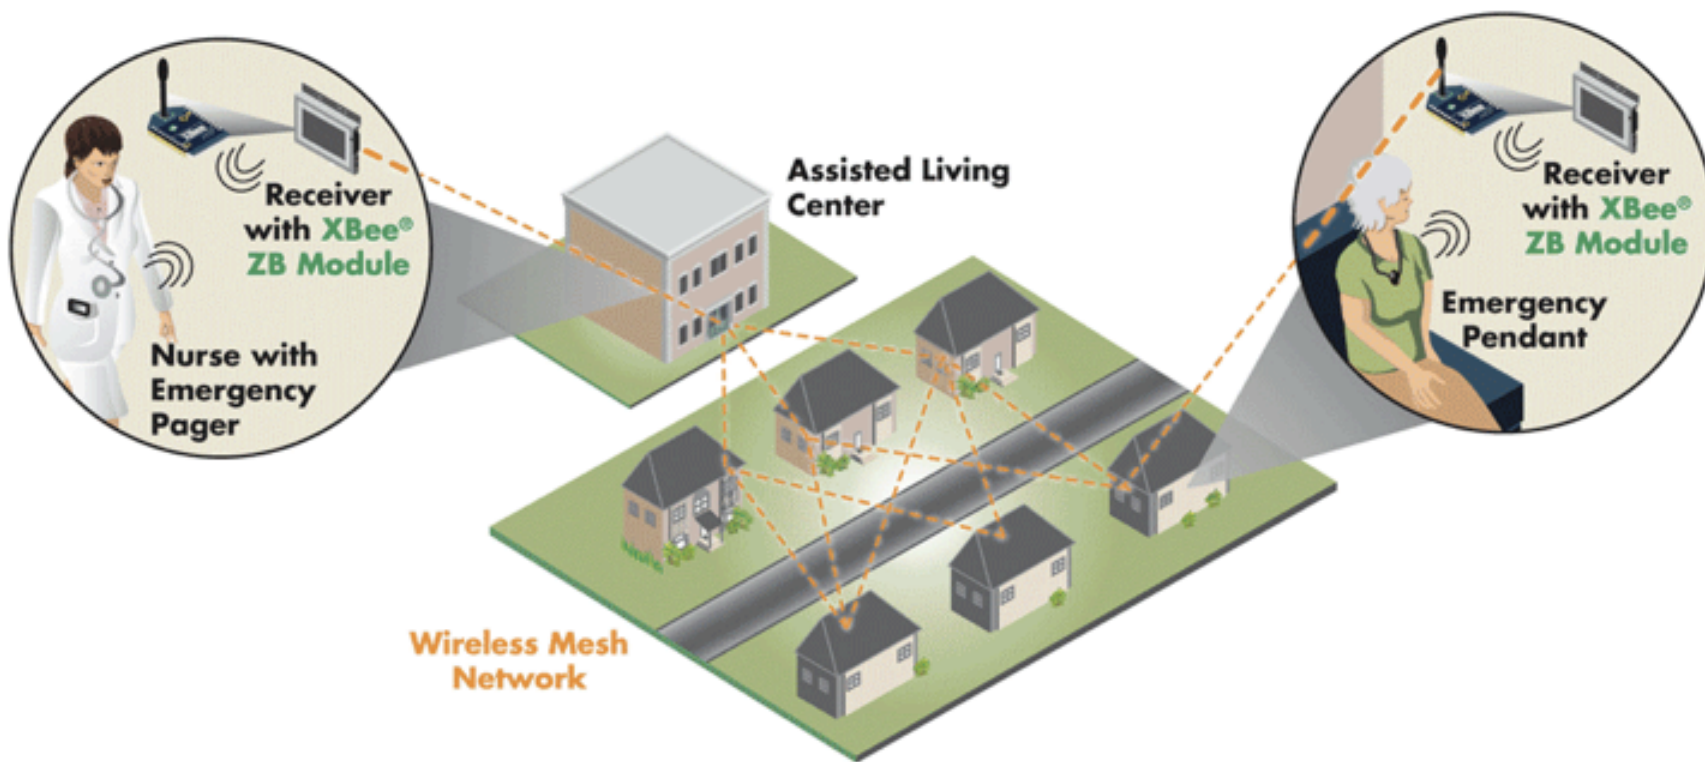 Receiver
with XBee®
ZB Module
Nurse with
Emergency
Pager
Assisted Living
Center
Receiver
with XBee®
ZB Module
Emergency
Pendant
Wireless Mesh
Network